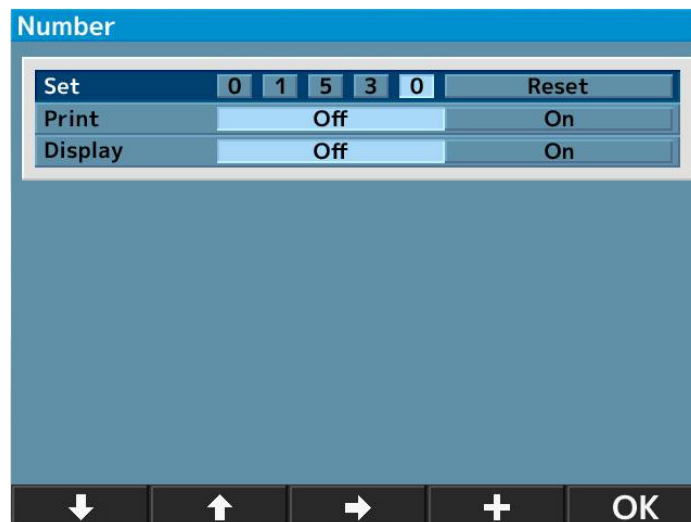 Number
Set 0 1 5 3 0 Reset
Print Off On
Display Off On
OK